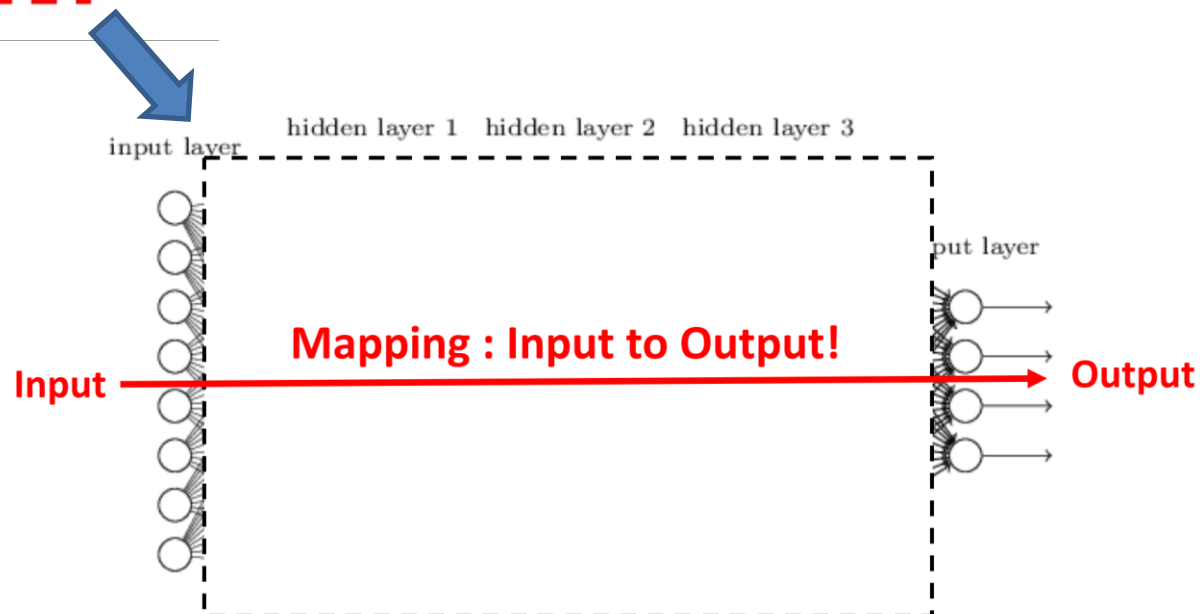 hidden layer 1 hidden layer 2 hidden layer 3
input layer
put layer
Mapping : Input to Output!
Input
Output